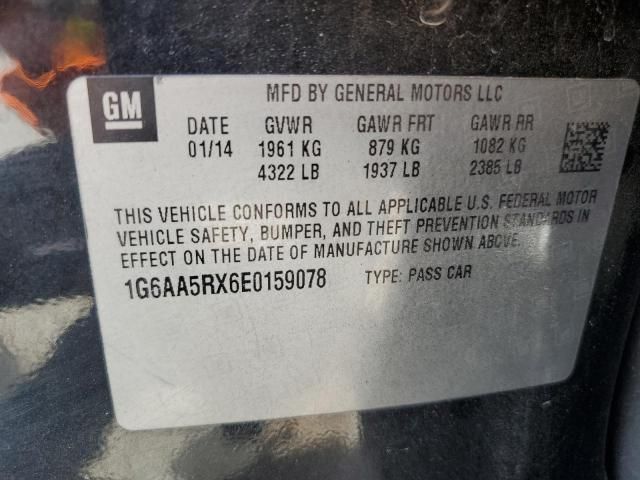 GM
MFD BY GENERAL MOTORS LLC
DATE GVWR GAWR FRT GAWR RR
01/14 1961 KG 879 KG 1082 KG
4322 LB 1937 LB 2385 LB
THIS VEHICLE CONFORMS TO ALL APPLICABLE U.S. FEDERAL MOTOR
VEHICLE SAFETY, BUMPER, AND THEFT PREVENTION STANDARDS IN
EFFECT ON THE DATE OF MANUFACTURE SHOWN ABOVE.
1G6AA5RX6E0159078 TYPE: PASS CAR